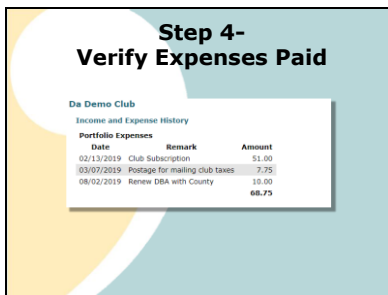 Step 4-
Verify Expenses Paid
Da Demo Club
Income and Expense History
Portfolio Expenses
Date Remark Amount
02/13/2019 Club Subscription 51.00
03/07/2019 Postage for mailing club taxes 7.75
08/02/2019 Renew DBA with County 10.00
68.75